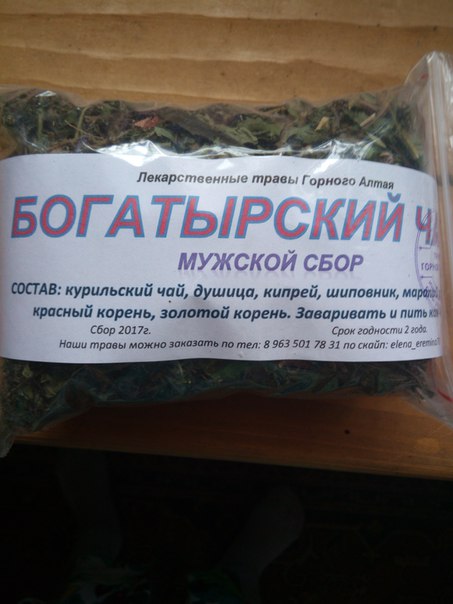 Лекарственные травы Горного Алтая
БОГАТЫРСКИЙ
МУЖСКОЙ СБОР
СОСТАВ: курильский чай, душица, кипрей, шиповник,
красный корень, золотой корень. Заваривать и пить
Сбор 2017г. Срок годности 2 года.
Наши травы можно заказать по тел: 8 963 501 78 31 по скайп: